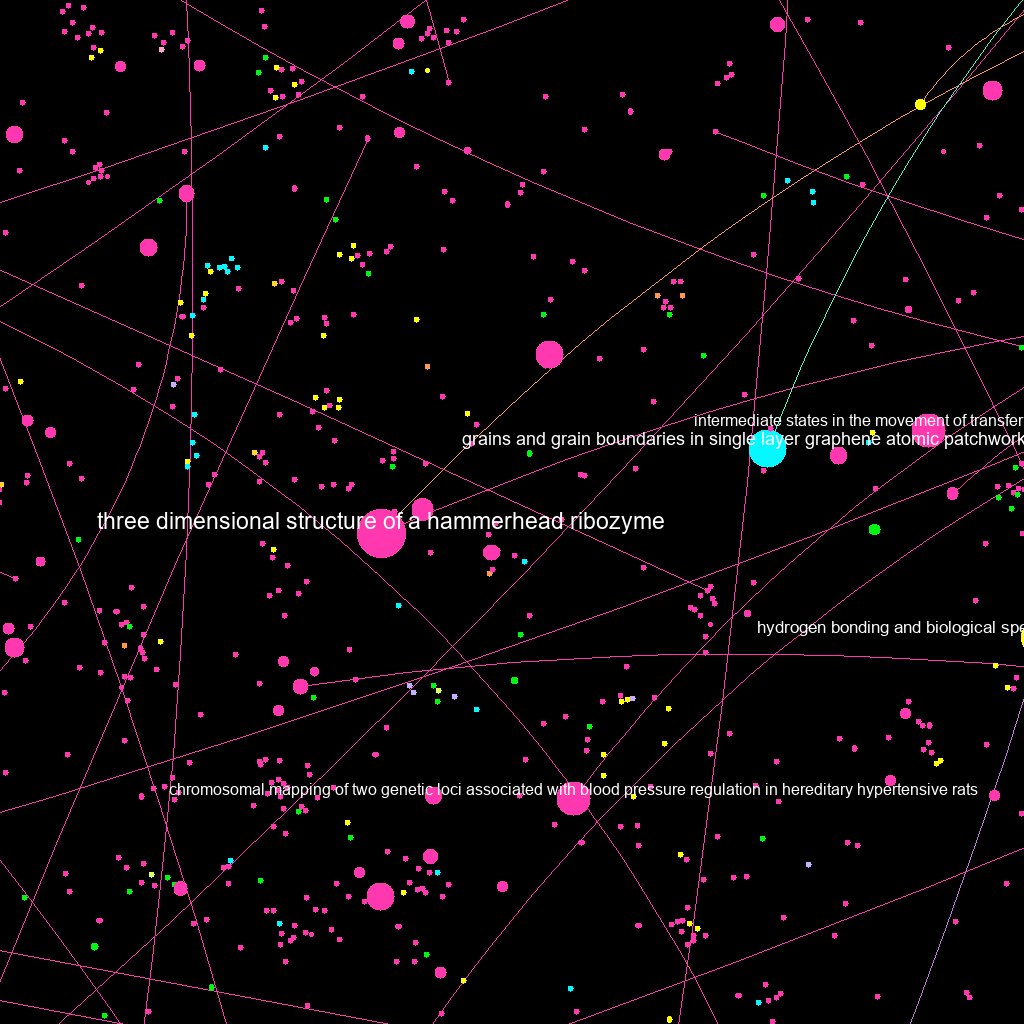 intermediate states in the movement of transfer
grains and grain boundaries in single layer graphene atomic patchwork
three dimensional structure of a hammerhead ribozyme
hydrogen bonding and biological spe
chromosomal mapping of two genetic loci associated with blood pressure regulation in hereditary hypertensive rats